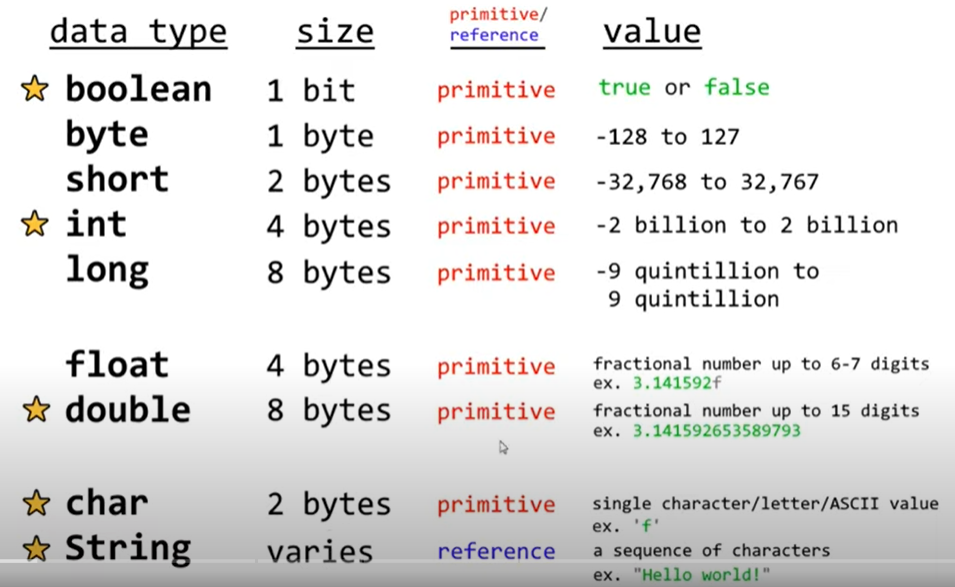 data type size primitive/ value
reference
boolean 1 bit primitive true or false
byte 1 byte primitive -128 to 127
short 2 bytes primitive -32,768 to 32,767
int 4 bytes primitive -2 billion to 2 billion
long 8 bytes primitive -9 quintillion to
9 quintillion
float 4 bytes primitive fractional number up to 6-7 digits
ex. 3.141592f
double 8 bytes primitive fractional number up to 15 digits
ex. 3.141592653589793
char 2 bytes primitive single character/letter/ASCII value
ex. 'f'
String varies reference a sequence of characters
ex. "Hello world!"